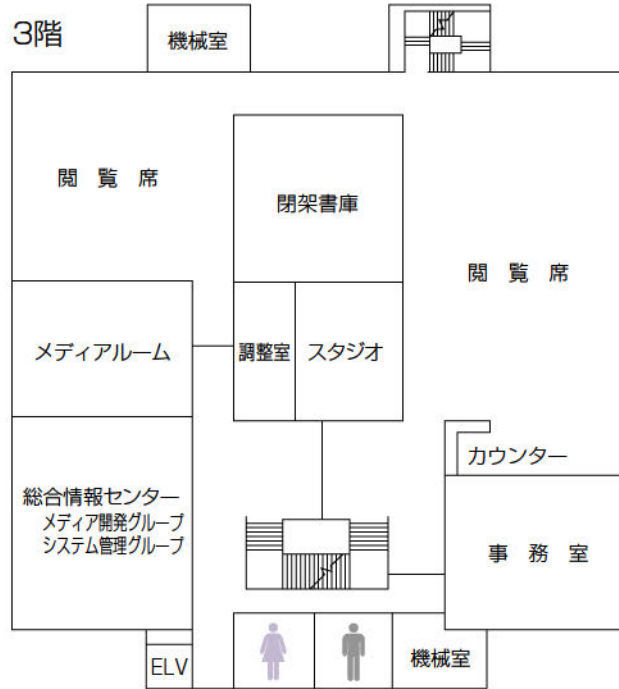 3階
機械室
閲 覧 席
閉架書庫
閲 覧 席
メディアルーム
調整室
スタジオ
カウンター
総合情報センター
メディア開発グループ
システム管理グループ
事 務 室
ELV
機械室